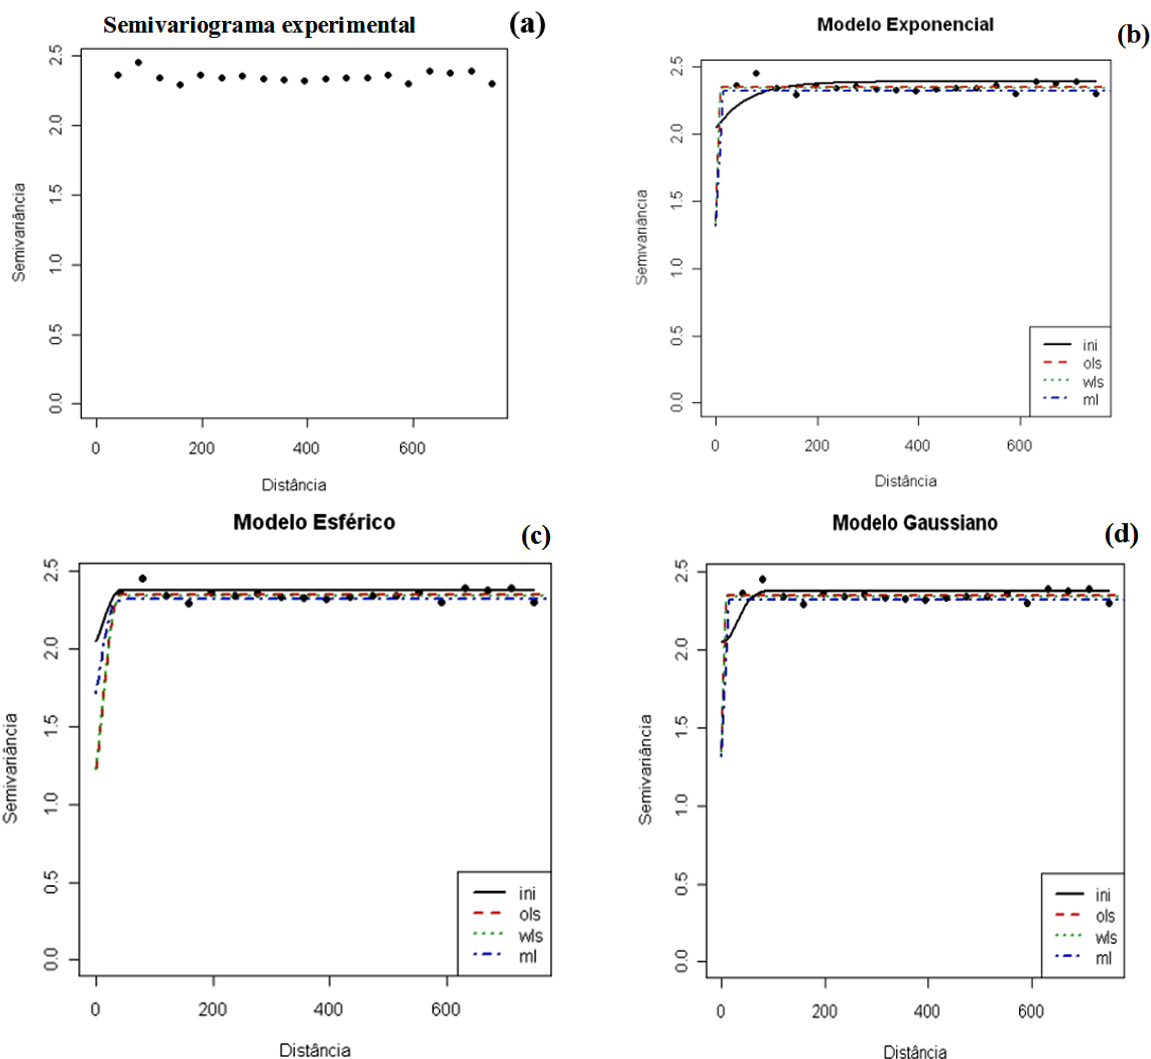 Semivariograma experimental (a)
2.5
2.0
1.5
1.0
0.5
0.0
Semivariância
0 200 400 600
Distância
Modelo Exponencial (b)
2.5
2.0
1.5
1.0
0.5
0.0
Semivariância
ini
ols
wls
ml
0 200 400 600
Distância
Modelo Esférico (c)
2.5
2.0
1.5
1.0
0.5
0.0
Semivariância
ini
ols
wls
ml
0 200 400 600
Distância
Modelo Gaussiano (d)
2.5
2.0
1.5
1.0
0.5
0.0
Semivariância
ini
ols
wls
ml
0 200 400 600
Distância